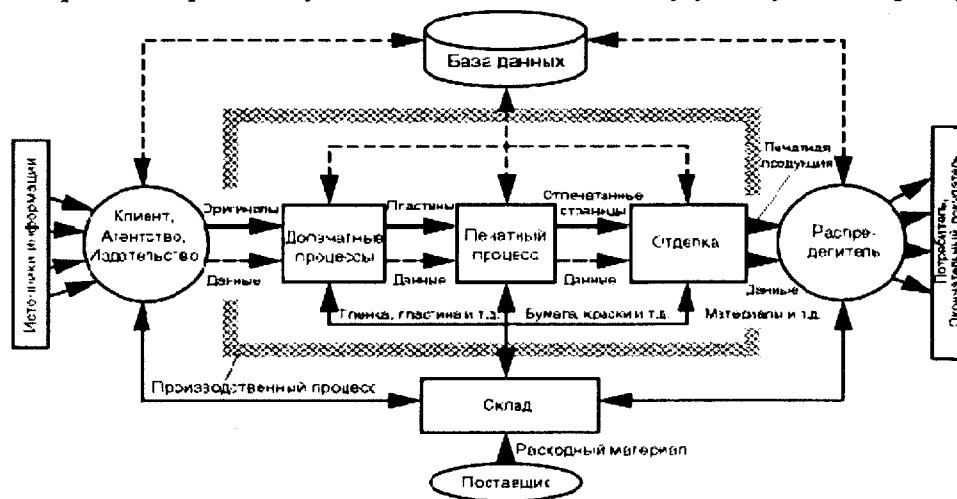 База данных
Печатная
продукция
Источники информации
Клиент,
Агентство,
Издательство
Оригиналы
Данные
Допечатные
процессы
Пластины
Данные
Печатный
процесс
Отпечатанные
страницы
Данные
Отделка
Данные
Распре-
делитель
Потребитель,
Окончательный покупатель
Пленка, пластина и т.д.
Бумага, краски и т.д.
Материалы и т.д.
Производственный процесс
Склад
Расходный материал
Поставщик